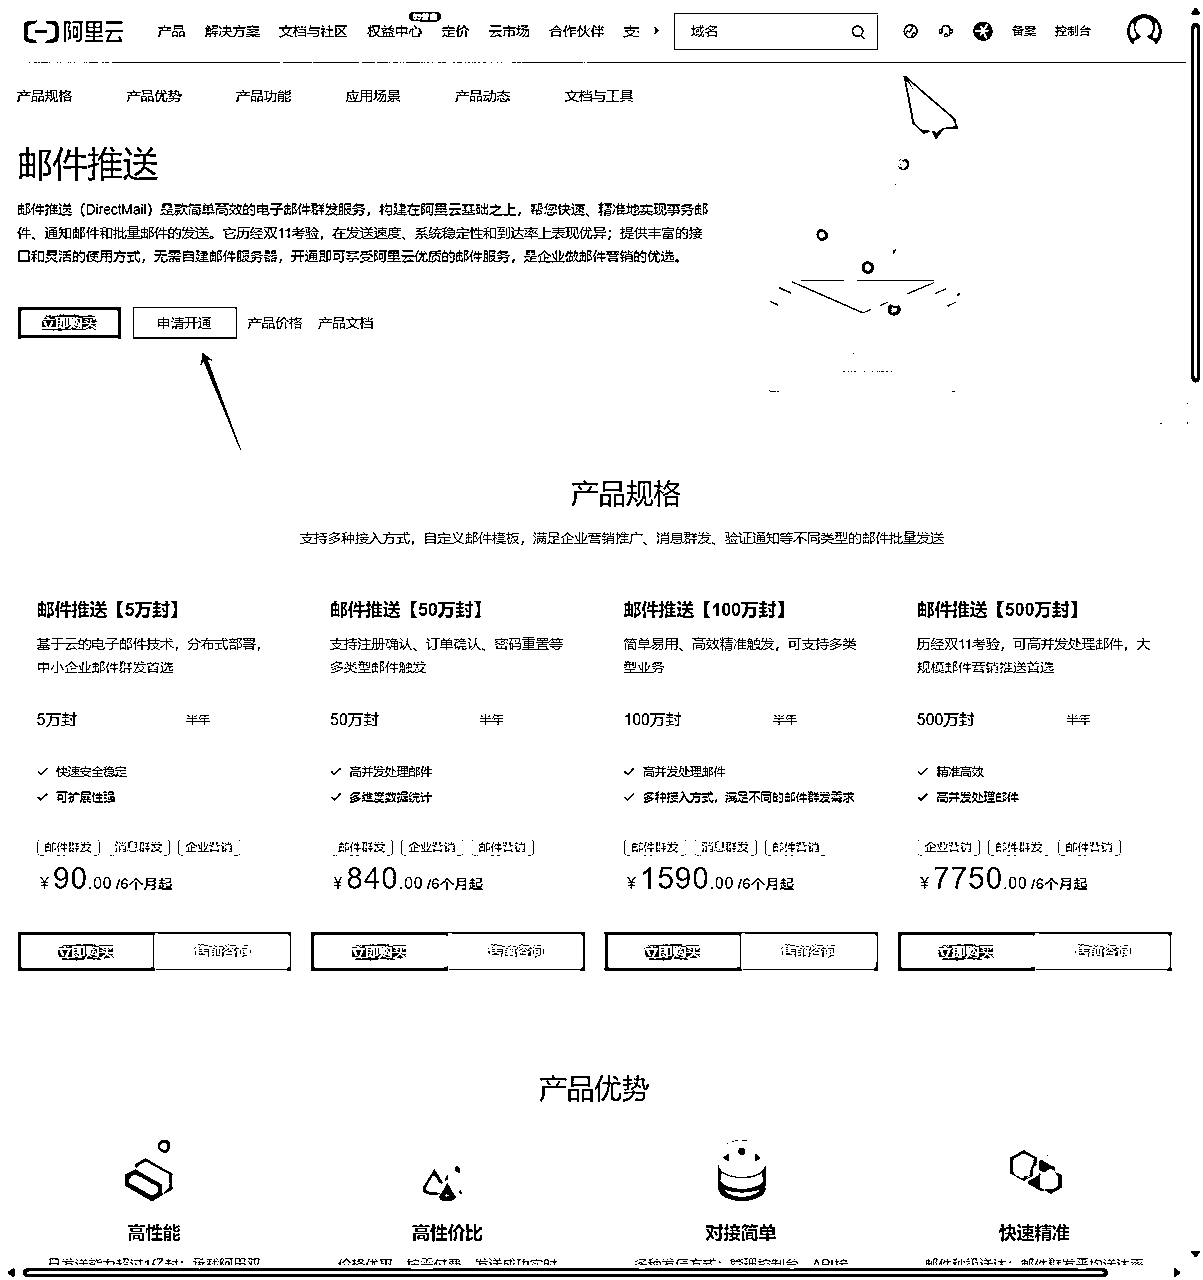 阿里云
产品 解决方案 文档与社区 权益中心 定价 云市场 合作伙伴 支 域名 备案 控制台
产品规格 产品优势 产品功能 应用场景 产品动态 文档与工具
邮件推送
邮件推送（DirectMail）是款简单高效的电子邮件群发服务，构建在阿里云基础之上，帮您快速、精准地实现事务邮
件、通知邮件和批量邮件的发送。它历经双11考验，在发送速度、系统稳定性和到达率上表现优异；提供丰富的接
口和灵活的使用方式，无需自建邮件服务器，开通即可享受阿里云优质的邮件服务，是企业做邮件营销的优选。
立即购买 申请开通 产品价格 产品文档
产品规格
支持多种接入方式，自定义邮件模板，满足企业营销推广、消息群发、验证通知等不同类型的邮件批量发送
邮件推送【5万封】
基于云的电子邮件技术，分布式部署，
中小企业邮件群发首选
5万封 半年
快速安全稳定
可扩展性强
邮件群发 消息群发 企业营销
¥90.00 /6个月起
立即购买 售前咨询
邮件推送【50万封】
支持注册确认、订单确认、密码重置等
多类型邮件触发
50万封 半年
高并发处理邮件
多维度数据统计
邮件群发 企业营销 邮件营销
¥840.00 /6个月起
立即购买 售前咨询
邮件推送【100万封】
简单易用、高效精准触发，可支持多类
型业务
100万封 半年
高并发处理邮件
多种接入方式，满足不同的邮件群发需求
邮件群发 消息群发 邮件营销
¥1590.00 /6个月起
立即购买 售前咨询
邮件推送【500万封】
历经双11考验，可高并发处理邮件，大
规模邮件营销推送首选
500万封 半年
精准高效
高并发处理邮件
企业营销 邮件群发 邮件营销
¥7750.00 /6个月起
立即购买 售前咨询
产品优势
高性能 高性价比 对接简单 快速精准